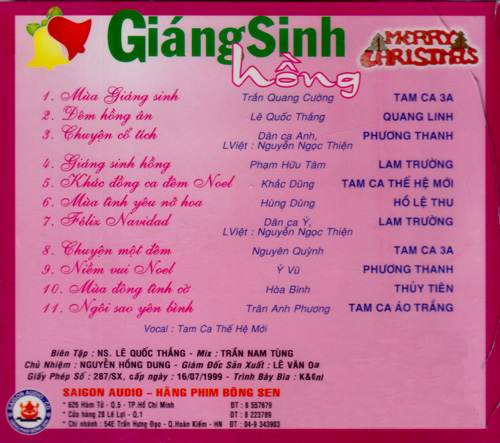 Giáng Sinh
hồng
MERRY
CHRISTMAS
1. Mùa Giáng sinh Trần Quang Cường TAM CA 3A
2. Đêm hồng ân Lê Quốc Thắng QUANG LINH
3. Chuyện cổ tích Dân ca Anh, PHƯƠNG THANH
LViệt : Nguyễn Ngọc Thiện
4. Giáng sinh hồng Phạm Hữu Tâm LAM TRƯỜNG
5. Khúc đồng ca đêm Noel Khắc Dũng TAM CA THẾ HỆ MỚI
6. Mùa tình yêu nở hoa Hùng Dũng HỒ LỆ THU
7. Féliz Navidad Dân ca Ý, LAM TRƯỜNG
LViệt : Nguyễn Ngọc Thiện
8. Chuyện một đêm Nguyên Quỳnh TAM CA 3A
9. Niềm vui Noel Ý Vũ PHƯƠNG THANH
10. Mùa đông tình cờ Hòa Bình THỦY TIÊN
11. Ngôi sao yên bình Trân Anh Phương TAM CA ÁO TRẮNG
Vocal : Tam Ca Thế Hệ Mới
Biên Tập : NS. LÊ QUỐC THẮNG - Mix : TRẦN NAM TÙNG
Chủ Nhiệm : NGUYỄN HỒNG DUNG - Giám Đốc Sản Xuất : LÊ VĂN
Giấy Phép Số : 287/SX, cấp ngày : 16/07/1999 - Trình Bày Bìa : K&Gnl
SAIGON AUDIO – HÃNG PHIM BÔNG SEN
* 626 Hàm Tử - Q.5 - TP.Hồ Chí Minh ĐT : 8 557679
* Cửa hàng 28 Lê Lợi - Q.1 ĐT : 8 223789
* Chi nhánh : 54E Trần Hưng Đạo - Q.Hoàn Kiếm - HN ĐT : 04-9 343903